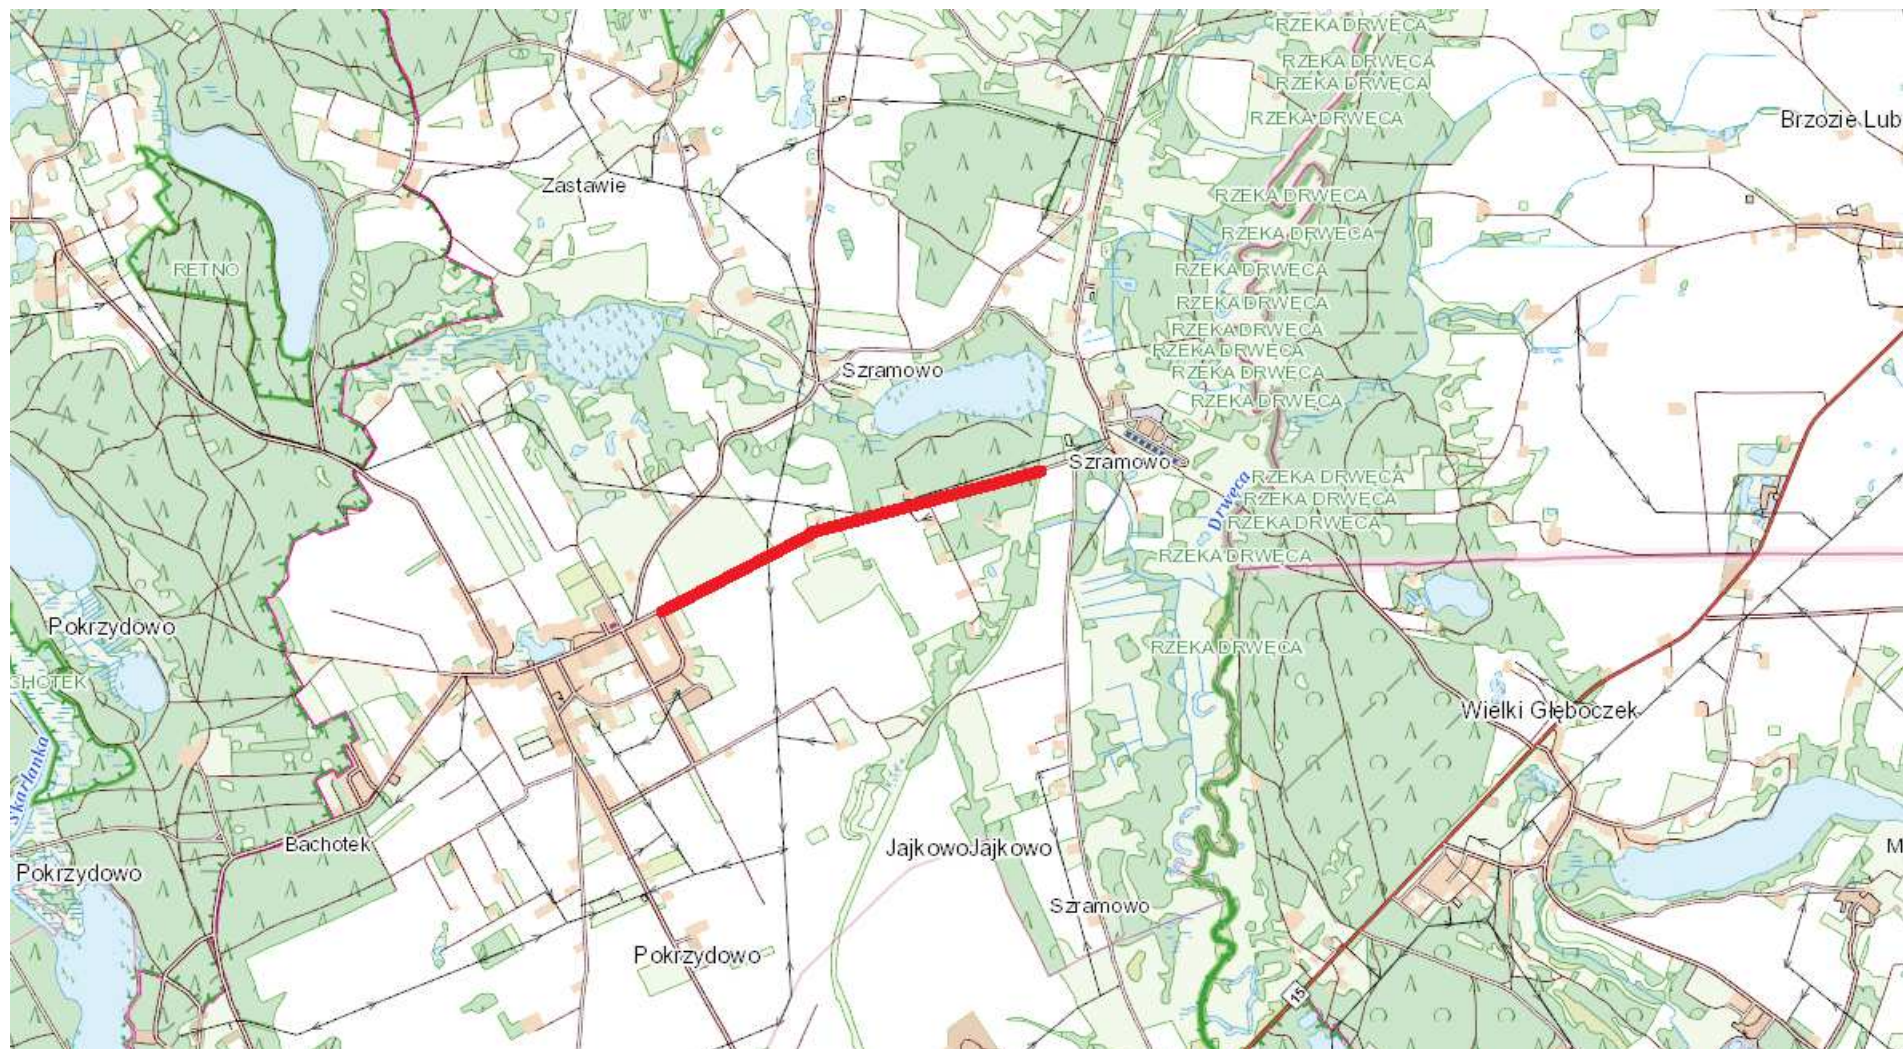 RZEKA DRWĘCA
RZEKA DRWĘCA
RZEKA DRWĘCA
RZEKA DRWĘCA
Brzozie Lub
Zastawie
RZEKA DRWĘCA
RZEKA DRWĘCA
RETNO
RZEKA DRWĘCA
RZEKA DRWĘCA
RZEKA DRWĘCA
RZEKA DRWĘCA
Szramowo
RZEKA DRWĘCA
RZEKA DRWĘCA
Szramowo
RZEKA DRWĘCA
Drwęca
RZEKA DRWĘCA
RZEKA DRWĘCA
RZEKA DRWĘCA
Pokrzydowo
RZEKA DRWĘCA
CHOTEK
Wielki Głęboczek
Skarlanka
Bachotek
JajkowoJajkowo
M
Pokrzydowo
Szramowo
Pokrzydowo
15